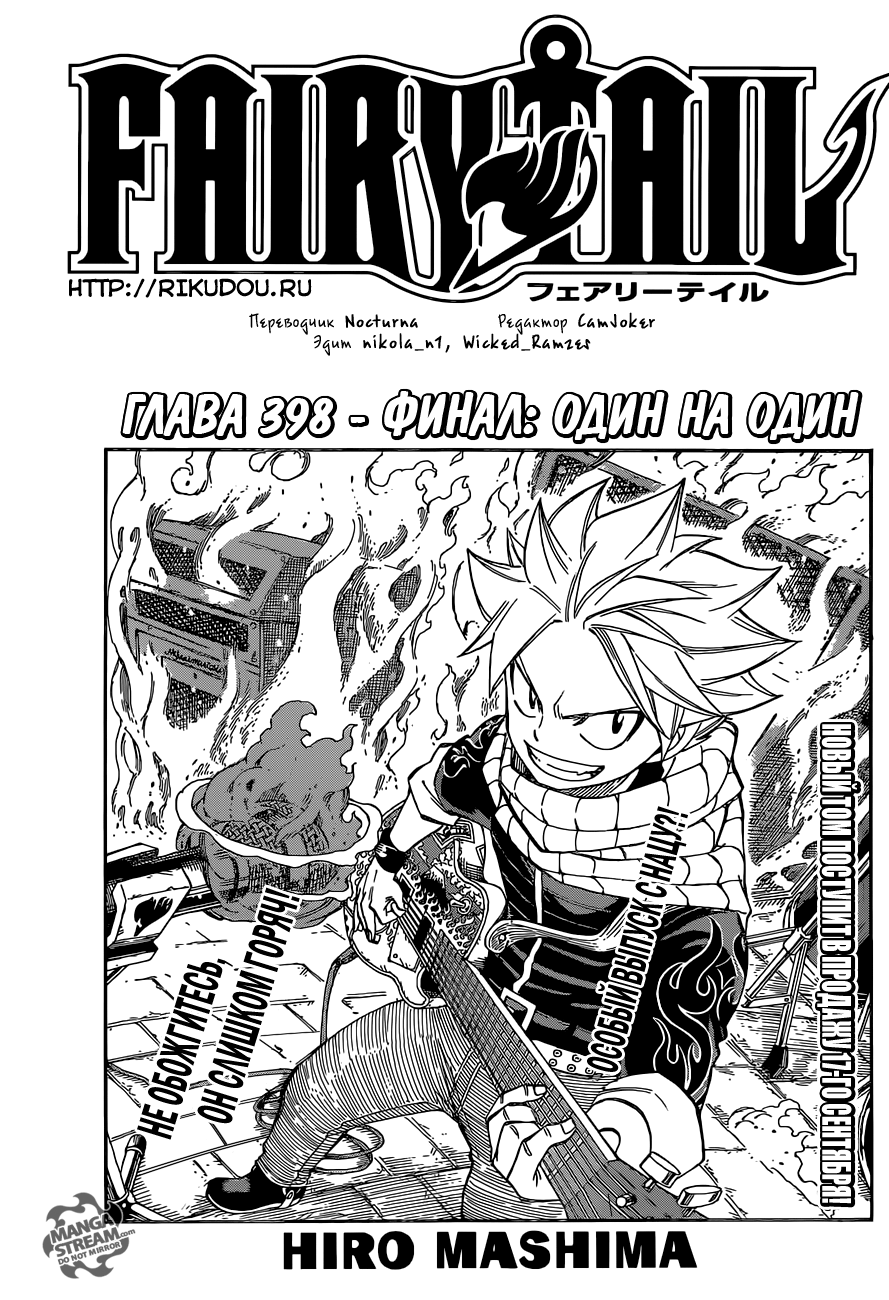 FAIRY TAIL
HTTP://RIKUDOU.RU
フェアリーテイル
Переводчик Nocturna Редактор CamJoker
Эдит nikola_n1, Wicked_Ramzes
ГЛАВА 398 - ФИНАЛ: ОДИН НА ОДИН
НОВЫЙ ТОМ ПОСТУПИТ В ПРОДАЖУ 17-ГО СЕНТЯБРЯ!
ОСОБЫЙ ВЫПУСК С НАЦУ?!
НЕ ОБОЖГИТЕСЬ,
ОН СЛИШКОМ ГОРЯЧ!
MANGA
STREAM.com
DO NOT MIRROR
HIRO MASHIMA